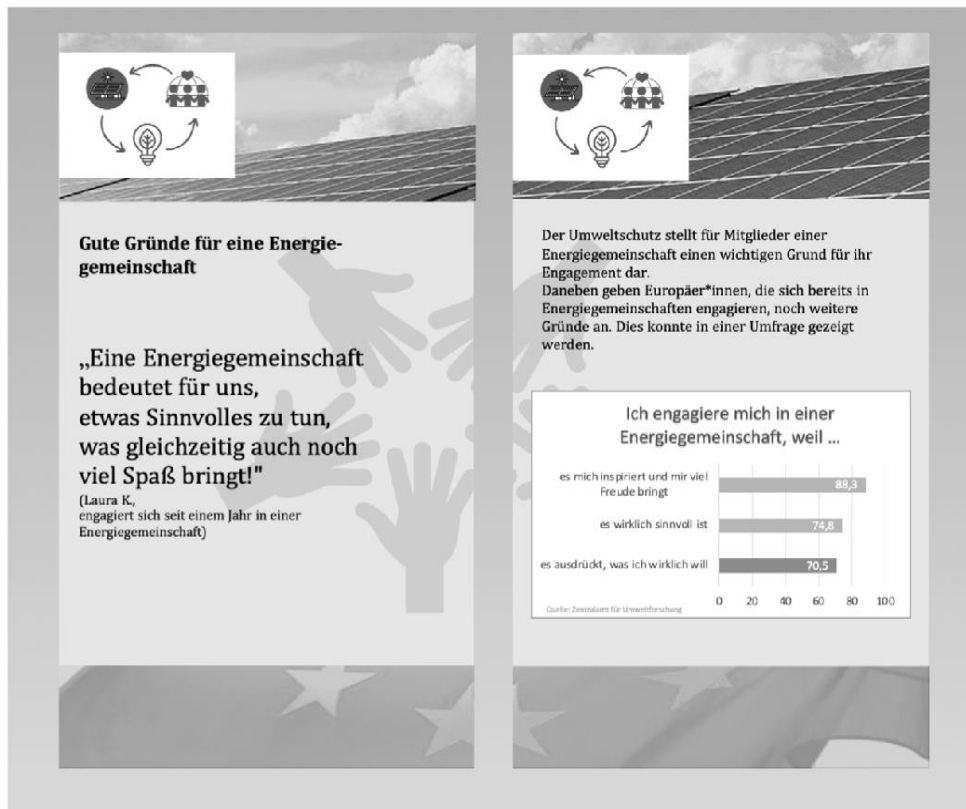 Gute Gründe für eine Energie-
gemeinschaft
„Eine Energiegemeinschaft
bedeutet für uns,
etwas Sinnvolles zu tun,
was gleichzeitig auch noch
viel Spaß bringt!"
(Laura K.,
engagiert sich seit einem Jahr in einer
Energiegemeinschaft)
Der Umweltschutz stellt für Mitglieder einer
Energiegemeinschaft einen wichtigen Grund für ihr
Engagement dar.
Daneben geben Europäer*innen, die sich bereits in
Energiegemeinschaften engagieren, noch weitere
Gründe an. Dies konnte in einer Umfrage gezeigt
werden.
Ich engagiere mich in einer
Energiegemeinschaft, weil ...
es mich inspiriert und mir viel
Freude bringt
88,3
es wirklich sinnvoll ist
74,8
es ausdrückt, was ich wirklich will
70,5
0 20 40 60 80 100
Quelle: Zentralamt für Umweltforschung